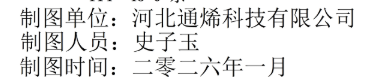 制图单位：河北通烯科技有限公司
制图人员：史子玉
制图时间：二零二六年一月